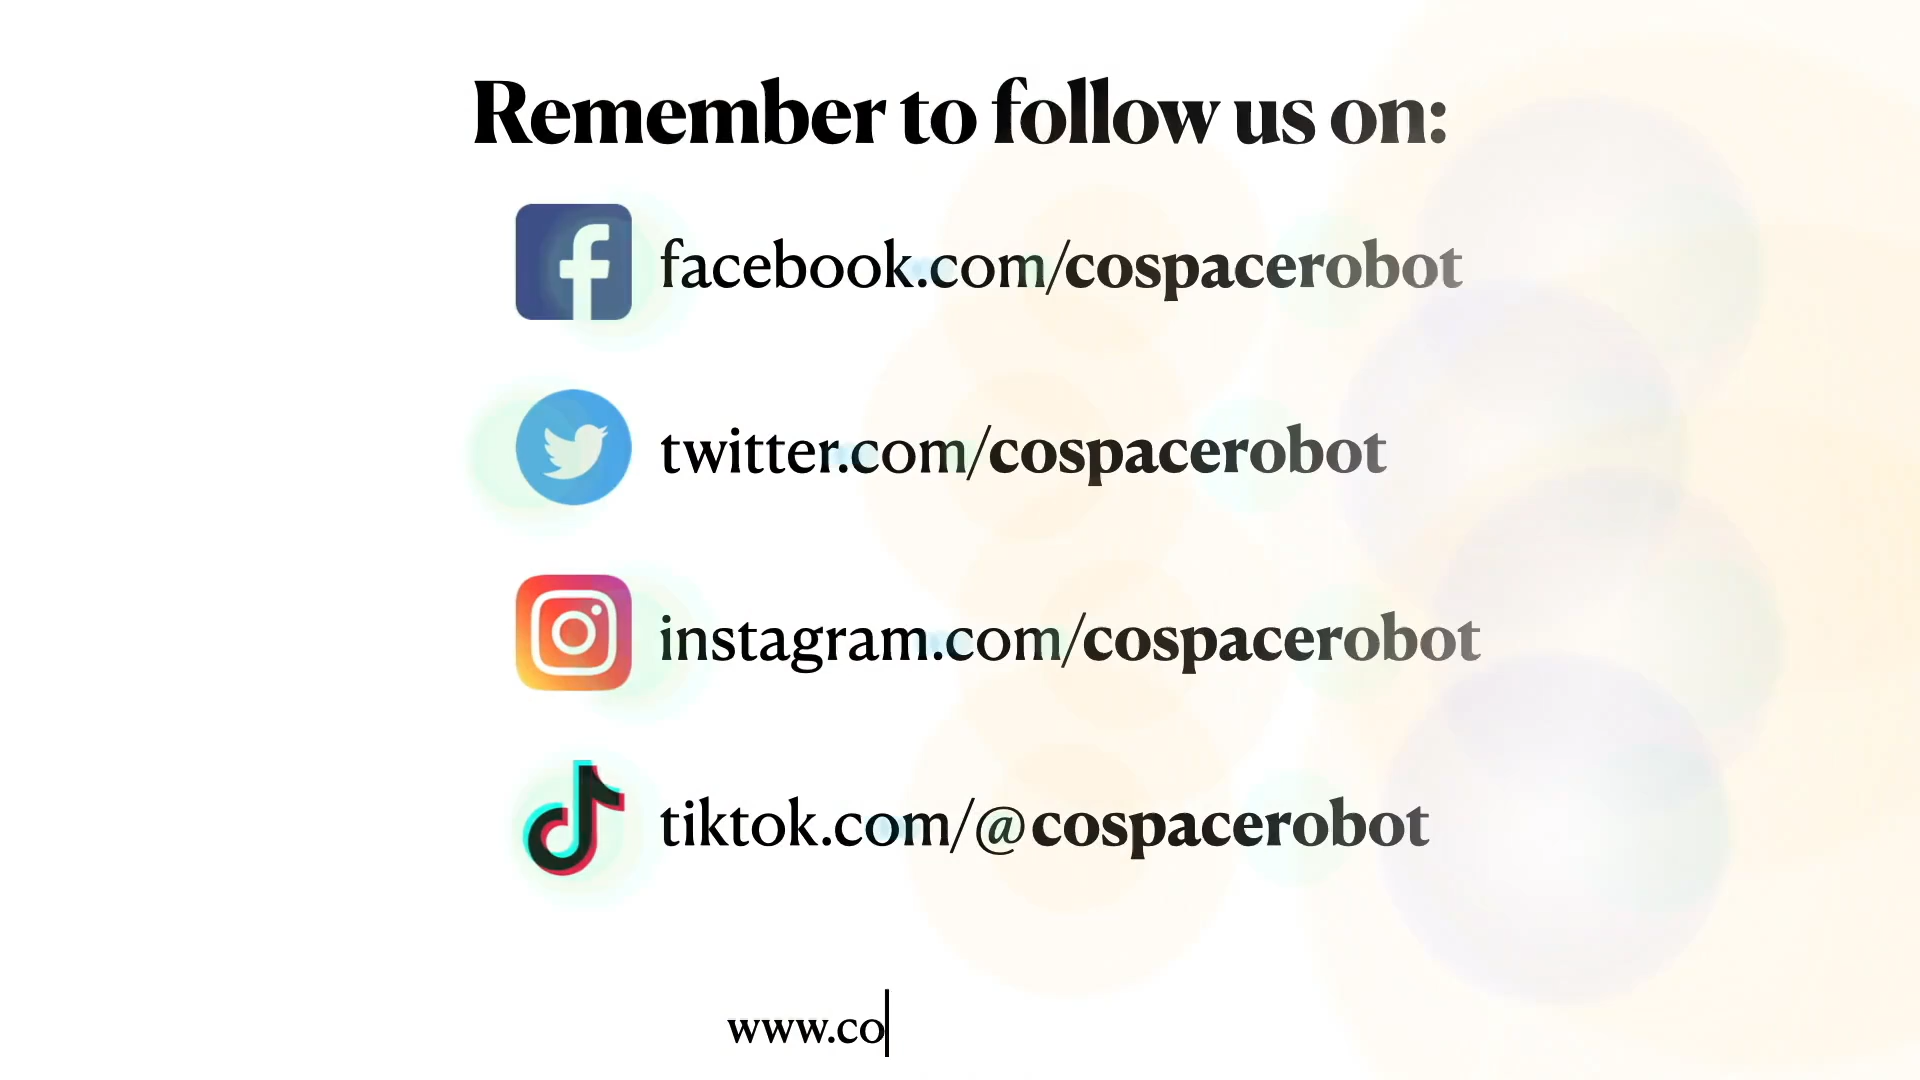 Remember to follow us on:
facebook.com/cospacerobot
twitter.com/cospacerobot
instagram.com/cospacerobot
tiktok.com/@cospacerobot
www.co